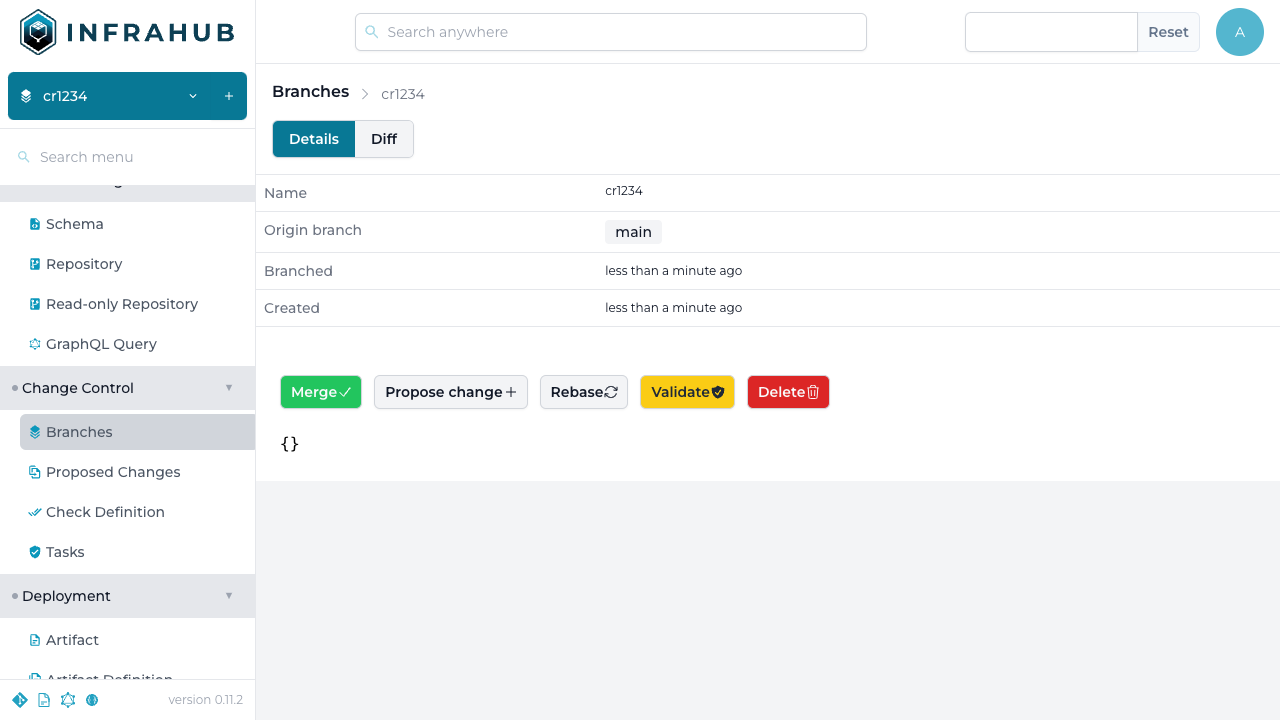 INFRAHUB
Search anywhere
Reset
A
cr1234
Search menu
Schema
Repository
Read-only Repository
GraphQL Query
Change Control
Branches
Proposed Changes
Check Definition
Tasks
Deployment
Artifact
Artifact Definition
version 0.11.2
Branches > cr1234
Details Diff
Name cr1234
Origin branch main
Branched less than a minute ago
Created less than a minute ago
Merge Propose change Rebase Validate Delete
{}